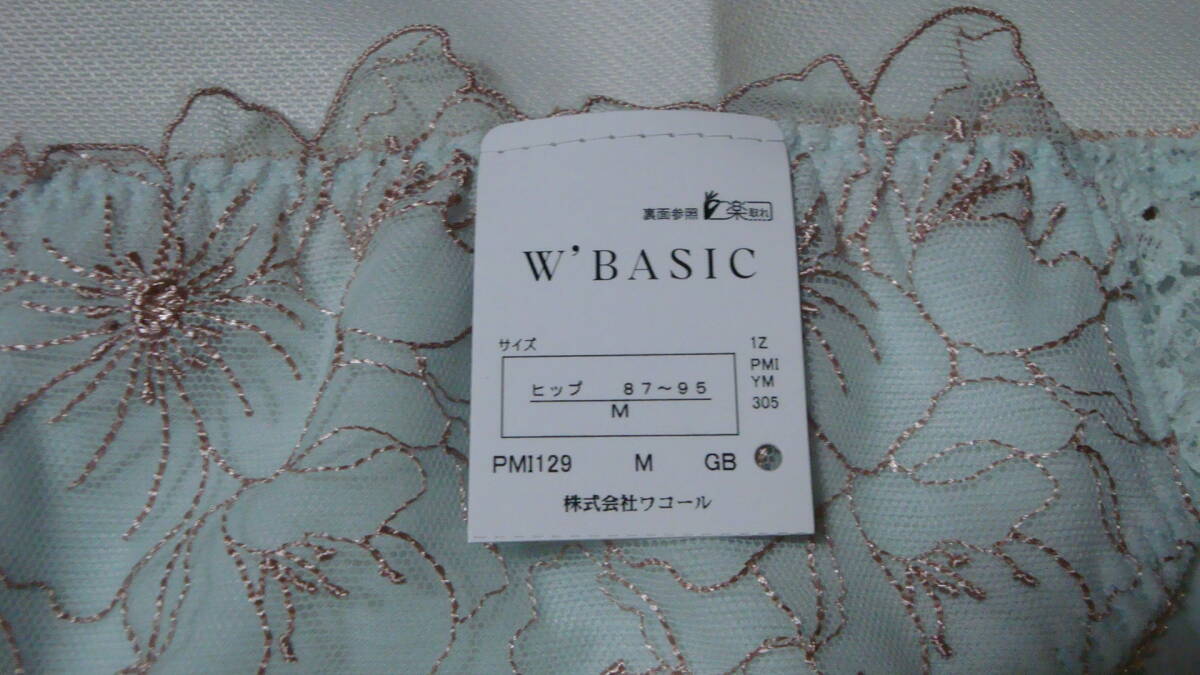 裏面参照 楽取れ
W'BASIC
サイズ
ヒップ 87～95
M
1Z
PMI
YM
305
PMI129 M GB
株式会社ワコール